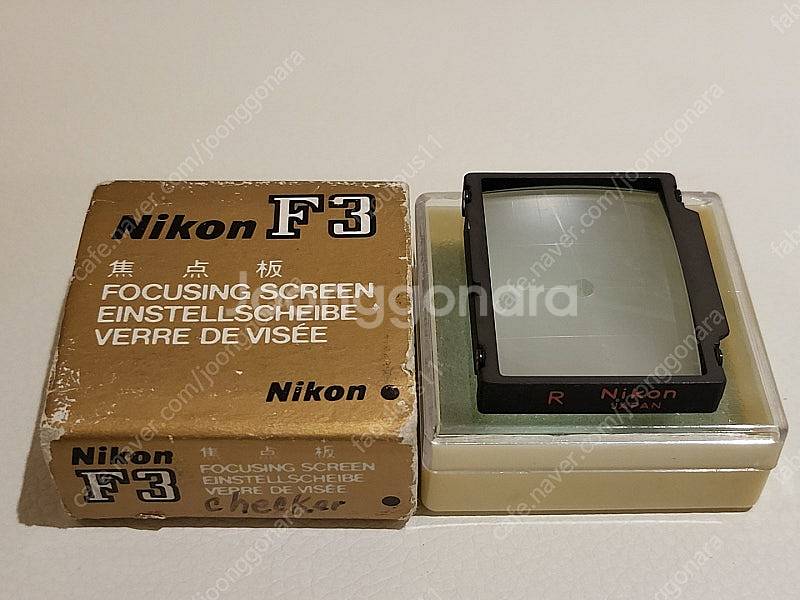 Nikon F3
焦 点 板
FOCUSING SCREEN
EINSTELLSCHEIBE
VERRE DE VISÉE
Nikon
Nikon
F3
焦 点 板
FOCUSING SCREEN
EINSTELLSCHEIBE
VERRE DE VISÉE
checker
R Nikon
JAPAN
Joonggonara
cafe.naver.com/joonggonara